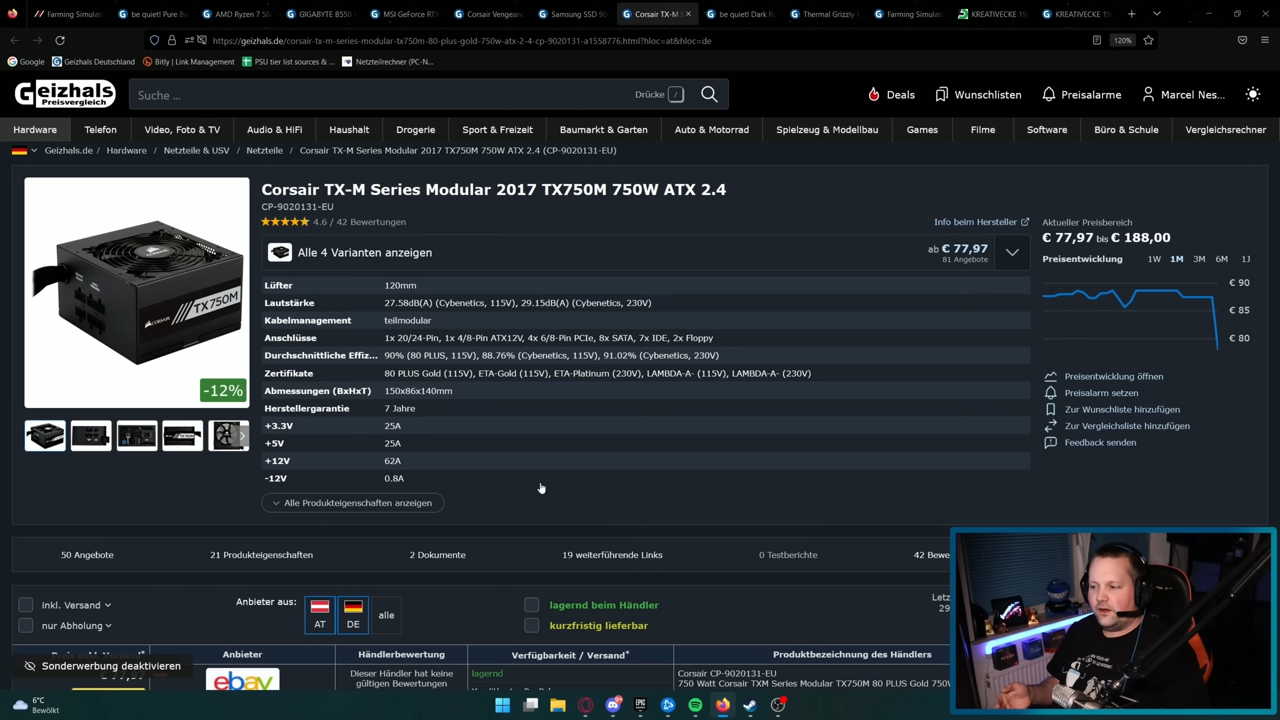 Farming Simulat
be quiet! Pure Ba
AMD Ryzen 7 58
GIGABYTE B550
MSI GeForce RTX
Corsair Vengeanc
Samsung SSD 98
Corsair TX-M S
be quiet! Dark Ro
Thermal Grizzly
Farming Simulat
KREATIVECKE 19
KREATIVECKE 19
https://geizhals.de/corsair-tx-m-series-modular-tx750m-80-plus-gold-750w-atx-2-4-cp-9020131-a1558776.html?hloc=at&hloc=de
120%
Google
Geizhals Deutschland
Bitly | Link Management
PSU tier list sources & ...
Netzteilrechner (PC-N...
Geizhals
Preisvergleich
Suche ...
Drücke /
Deals
Wunschlisten
Preisalarme
Marcel Nes...
Hardware
Telefon
Video, Foto & TV
Audio & HiFi
Haushalt
Drogerie
Sport & Freizeit
Baumarkt & Garten
Auto & Motorrad
Spielzeug & Modellbau
Games
Filme
Software
Büro & Schule
Vergleichsrechner
Geizhals.de / Hardware / Netzteile & USV / Netzteile / Corsair TX-M Series Modular 2017 TX750M 750W ATX 2.4 (CP-9020131-EU)
CORSAIR
TX750M
-12%
Corsair TX-M Series Modular 2017 TX750M 750W ATX 2.4
CP-9020131-EU
4.6 / 42 Bewertungen
Info beim Hersteller
Alle 4 Varianten anzeigen
ab € 77,97
81 Angebote
Lüfter 120mm
Lautstärke 27.58dB(A) (Cybenetics, 115V), 29.15dB(A) (Cybenetics, 230V)
Kabelmanagement teilmodular
Anschlüsse 1x 20/24-Pin, 1x 4/8-Pin ATX12V, 4x 6/8-Pin PCIe, 8x SATA, 7x IDE, 2x Floppy
Durchschnittliche Effiz... 90% (80 PLUS, 115V), 88.76% (Cybenetics, 115V), 91.02% (Cybenetics, 230V)
Zertifikate 80 PLUS Gold (115V), ETA-Gold (115V), ETA-Platinum (230V), LAMBDA-A- (115V), LAMBDA-A- (230V)
Abmessungen (BxHxT) 150x86x140mm
Herstellergarantie 7 Jahre
+3.3V 25A
+5V 25A
+12V 62A
-12V 0.8A
Alle Produkteigenschaften anzeigen
Aktueller Preisbereich
€ 77,97 bis € 188,00
Preisentwicklung 1W 1M 3M 6M 1J
€ 90
€ 85
€ 80
Preisentwicklung öffnen
Preisalarm setzen
Zur Wunschliste hinzufügen
Zur Vergleichsliste hinzufügen
Feedback senden
50 Angebote
21 Produkteigenschaften
2 Dokumente
19 weiterführende Links
0 Testberichte
42 Bewe
inkl. Versand
nur Abholung
Anbieter aus:
AT
DE
alle
lagernd beim Händler
kurzfristig lieferbar
Letz
29
Anbieter
Händlerbewertung
Verfügbarkeit / Versand*
Produktbezeichnung des Händlers
Sonderwerbung deaktivieren
ebay
Dieser Händler hat keine
gültigen Bewertungen
lagernd
Corsair CP-9020131-EU
750 Watt Corsair TXM Series Modular TX750M 80 PLUS Gold 750W
6°C
Bewölkt
EPIC